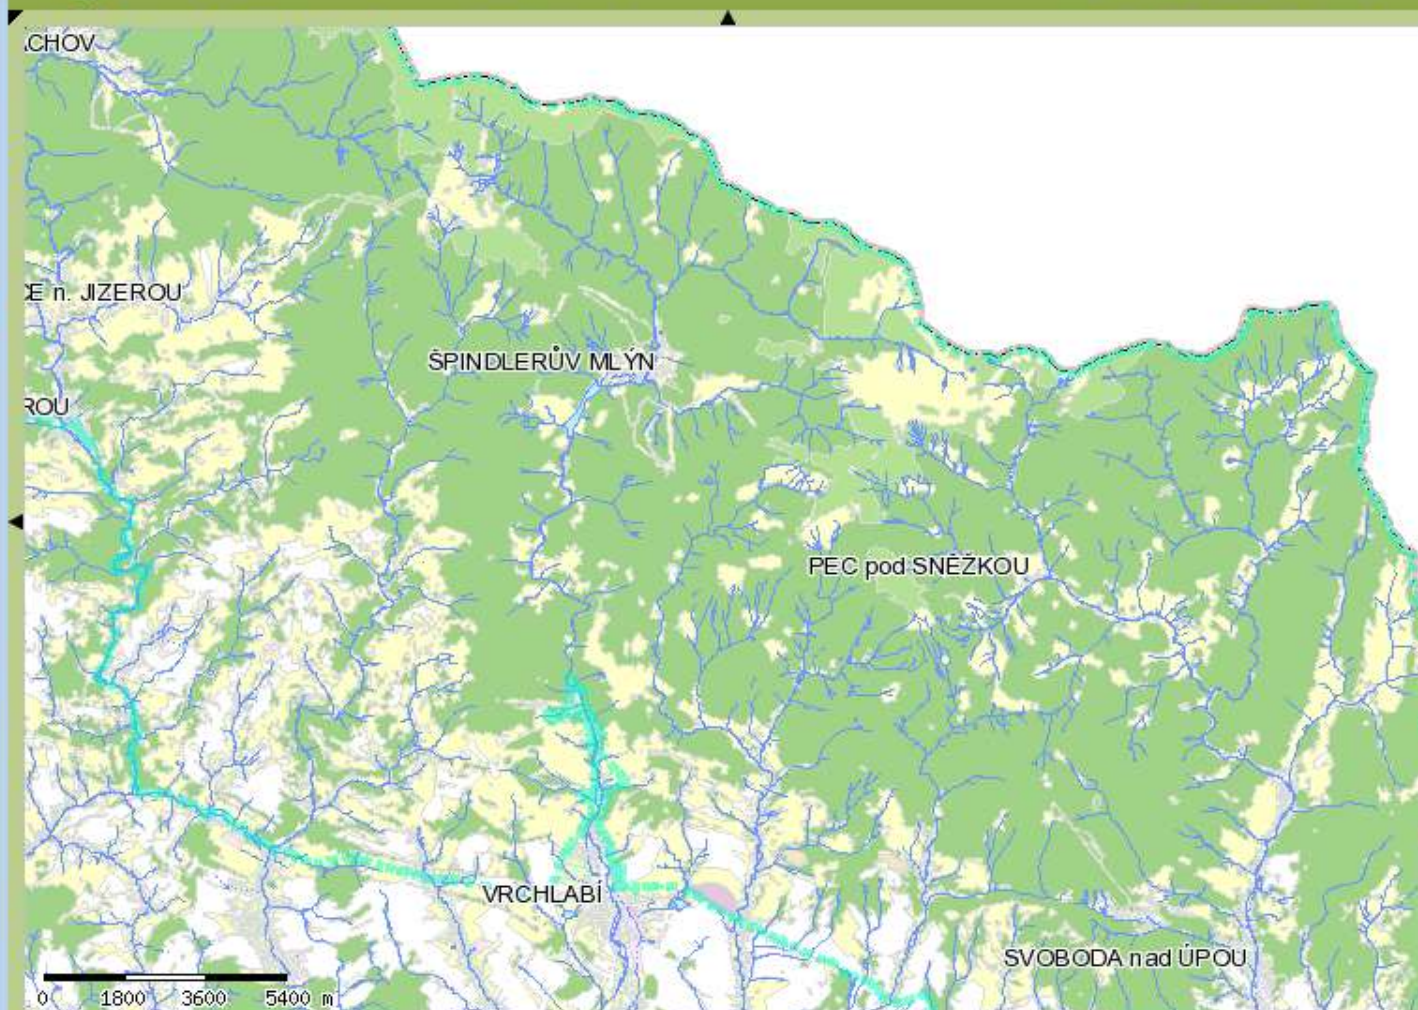 CHOV
E n. JIZEROU
ŠPINDLERŮV MLÝN
ROU
PEC pod SNĚŽKOU
VRCHLABÍ
SVOBODA nad ÚPOU
0 1800 3600 5400 m